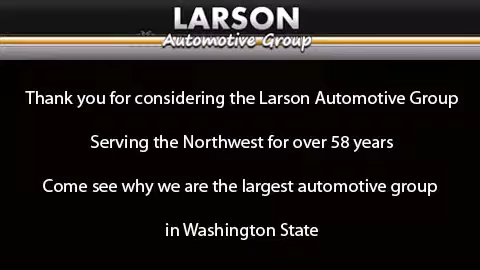 LARSON
Automotive Group
Thank you for considering the Larson Automotive Group
Serving the Northwest for over 58 years
Come see why we are the largest automotive group
in Washington State